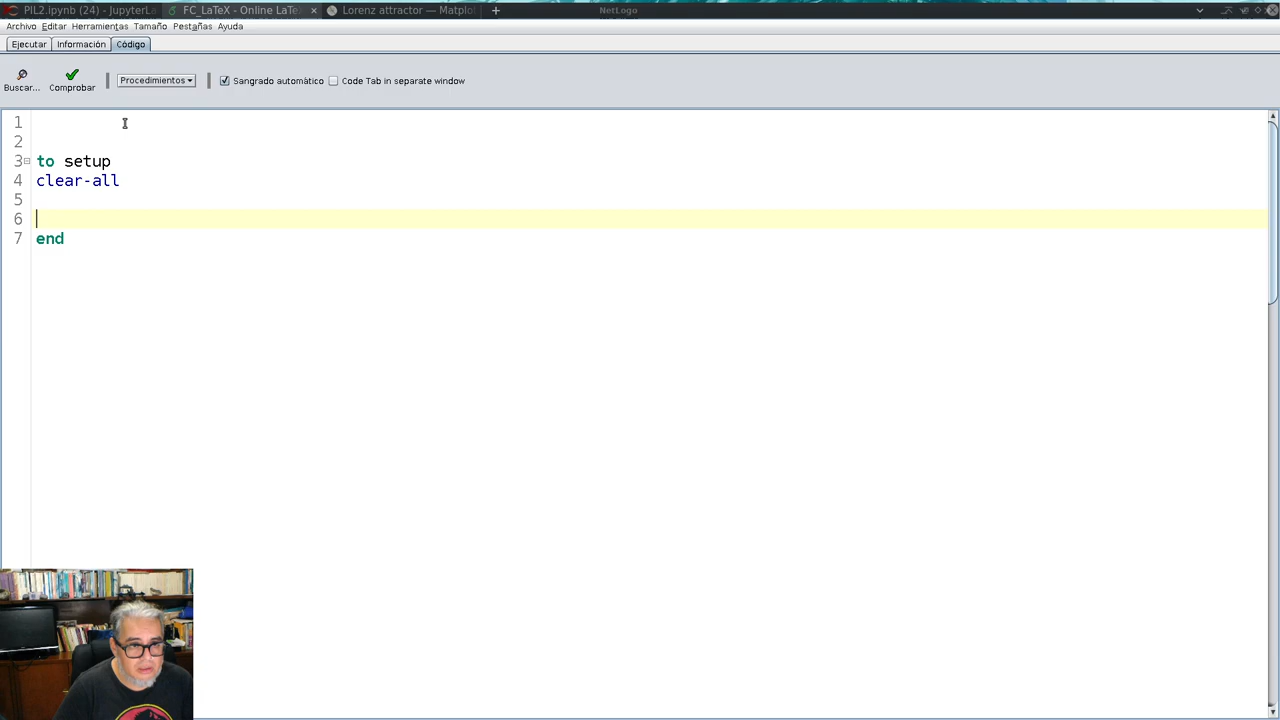 PIL2.ipynb (24) - JupyterLa
FC_LaTeX - Online LaTe
×
Lorenz attractor — Matplot
+
NetLogo
Archivo Editar Herramientas Tamaño Pestañas Ayuda
Ejecutar Información Código
Buscar...
Comprobar
Procedimientos
Sangrado automático
Code Tab in separate window
1
2
3 to setup
4 clear-all
5
6
7 end